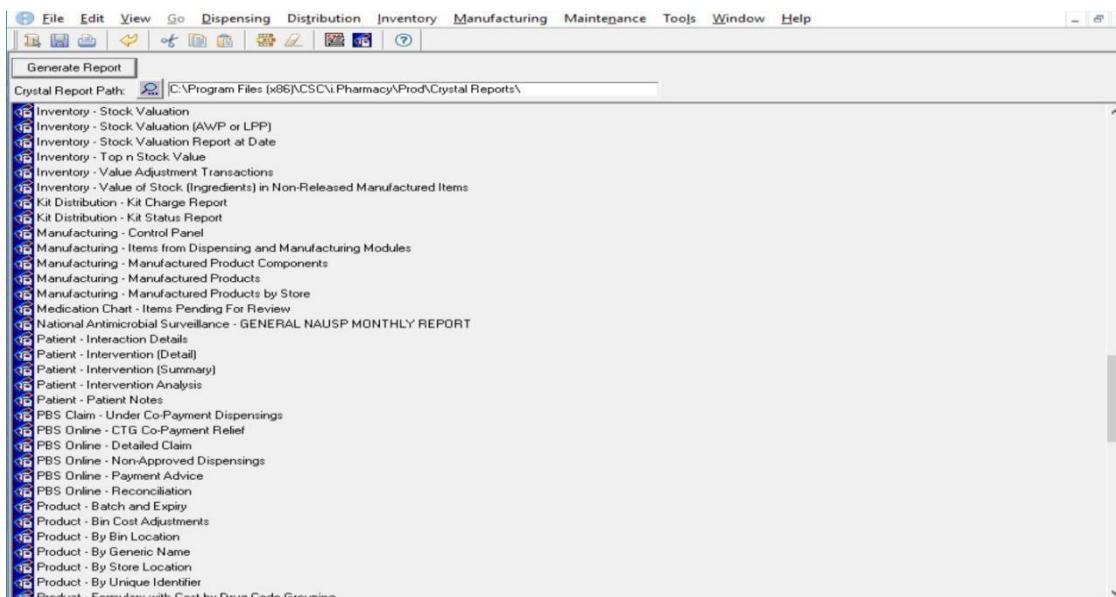 File Edit View Go Dispensing Distribution Inventory Manufacturing Maintenance Tools Window Help
Generate Report
Crystal Report Path: C:\Program Files (x86)\CSC\i.Pharmacy\Prod\Crystal Reports\
Inventory - Stock Valuation
Inventory - Stock Valuation (AWP or LPP)
Inventory - Stock Valuation Report at Date
Inventory - Top n Stock Value
Inventory - Value Adjustment Transactions
Inventory - Value of Stock (Ingredients) in Non-Released Manufactured Items
Kit Distribution - Kit Charge Report
Kit Distribution - Kit Status Report
Manufacturing - Control Panel
Manufacturing - Items from Dispensing and Manufacturing Modules
Manufacturing - Manufactured Product Components
Manufacturing - Manufactured Products
Manufacturing - Manufactured Products by Store
Medication Chart - Items Pending For Review
National Antimicrobial Surveillance - GENERAL NAUSP MONTHLY REPORT
Patient - Interaction Details
Patient - Intervention (Detail)
Patient - Intervention (Summary)
Patient - Intervention Analysis
Patient - Patient Notes
PBS Claim - Under Co-Payment Dispensings
PBS Online - CTG Co-Payment Relief
PBS Online - Detailed Claim
PBS Online - Non-Approved Dispensings
PBS Online - Payment Advice
PBS Online - Reconciliation
Product - Batch and Expiry
Product - Bin Cost Adjustments
Product - By Bin Location
Product - By Generic Name
Product - By Store Location
Product - By Unique Identifier
Product - Formulary with Cost by Drug Code Grouping